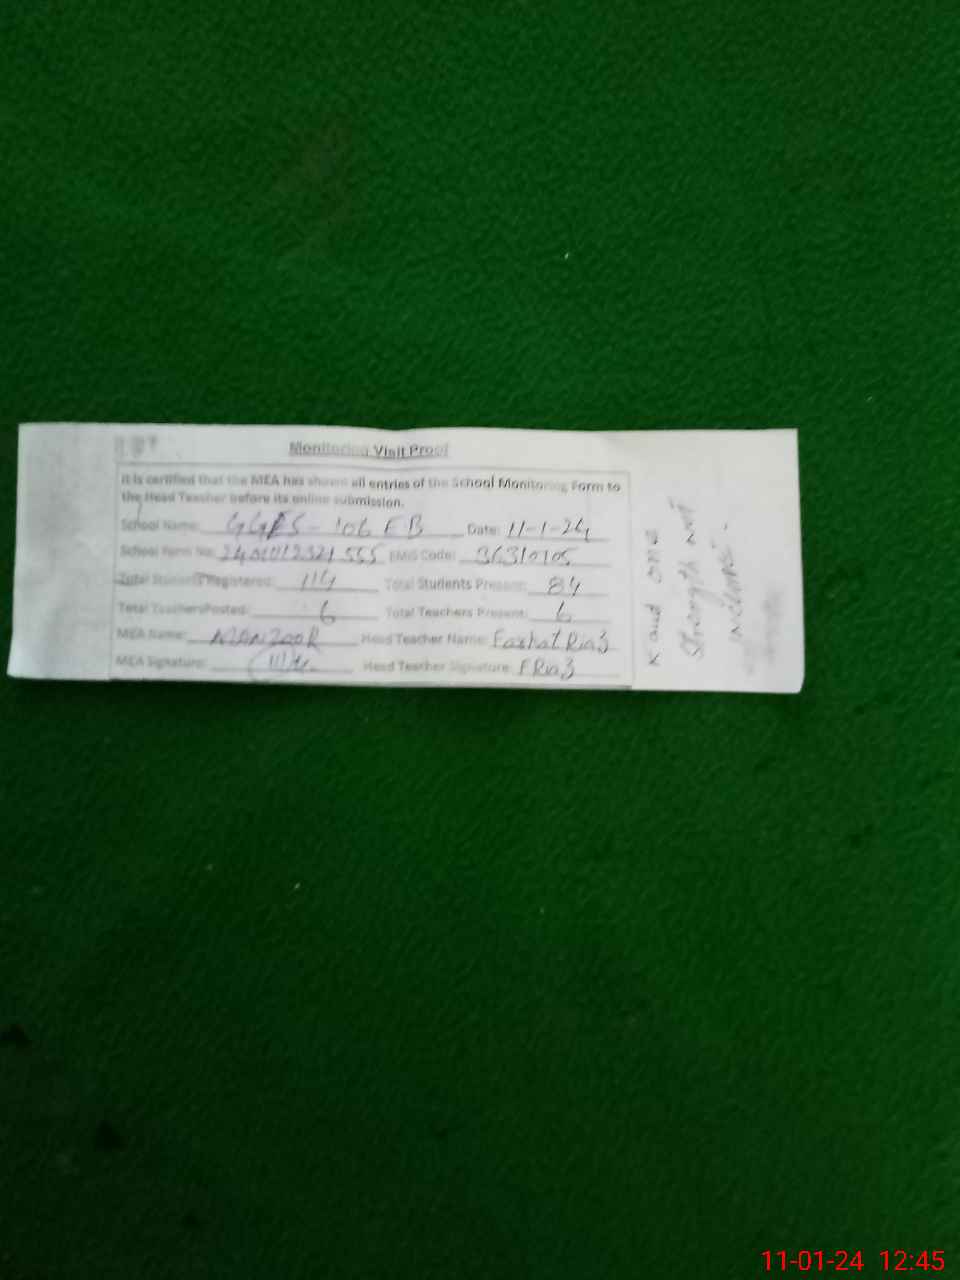 Monitoring Visit Proof
It is certified that the MEA has shown all entries of the School Monitoring Form to
the Head Teacher before its online submission.
School Name: GGES - 106 EB Date: 11-1-24
School Form No: EMIS Code: 36310105
Total Students Registered: 114 Total Students Present: 84
Total Teachers Posted: 6 Total Teachers Present: 6
MEA Name: MANZOOR Head Teacher Name: Farhat Riaz
MEA Signature: Head Teacher Signature: FRiaz
K and one
Strength not
11-01-24 12:45